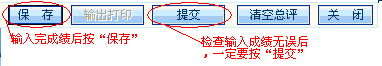 保 存 输出打印 提交 清空总评 关 闭
输入完成绩后按“保存”
检查输入成绩无误后，
一定要按“提交”